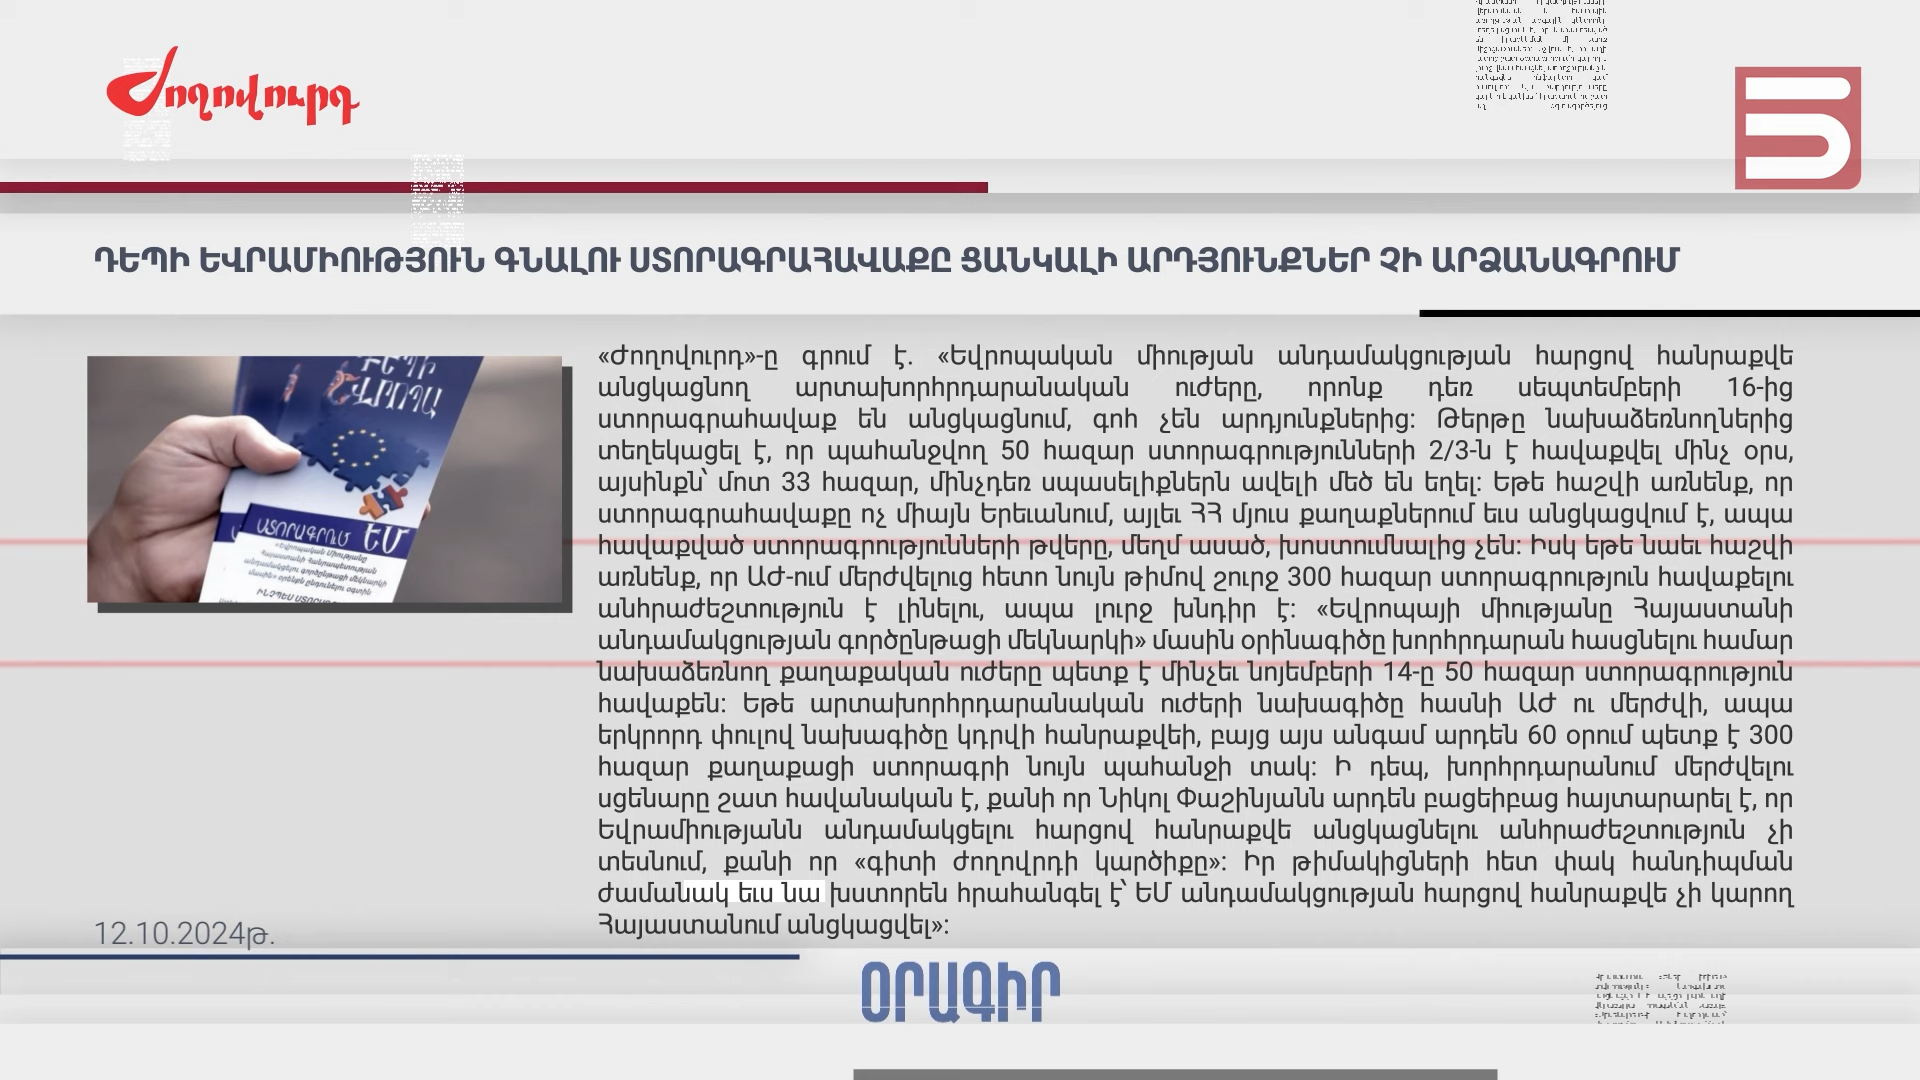 Ժողովուրդ
ԴԵՊԻ ԵՎՐԱՄԻՈՒԹՅՈՒՆ ԳՆԱԼՈՒ ՍՏՈՐԱԳՐԱՀԱՎԱՔԸ ՑԱՆԿԱԼԻ ԱՐԴՅՈՒՆՔՆԵՐ ՉԻ ԱՐՁԱՆԱԳՐՈՒՄ
ԴԵՊԻ
ԵՎՐՈՊԱ
ՍՏՈՐԱԳՐՈՒՄ ԵՄ
«Ժողովուրդ»-ը գրում է. «Եվրոպական միության անդամակցության հարցով հանրաքվե
անցկացնող արտախորհրդարանական ուժերը, որոնք դեռ սեպտեմբերի 16-ից
ստորագրահավաք են անցկացնում, գոհ չեն արդյունքներից: Թերթը նախաձեռնողներից
տեղեկացել է, որ պահանջվող 50 հազար ստորագրությունների 2/3-ն է հավաքվել մինչ օրս,
այսինքն՝ մոտ 33 հազար, մինչդեռ սպասելիքներն ավելի մեծ են եղել: Եթե հաշվի առնենք, որ
ստորագրահավաքը ոչ միայն Երեւանում, այլեւ ՀՀ մյուս քաղաքներում եւս անցկացվում է, ապա
հավաքված ստորագրությունների թվերը, մեղմ ասած, խոստումնալից չեն: Իսկ եթե նաեւ հաշվի
առնենք, որ ԱԺ-ում մերժվելուց հետո նույն թիմով շուրջ 300 հազար ստորագրություն հավաքելու
անհրաժեշտություն է լինելու, ապա լուրջ խնդիր է: «Եվրոպայի միությանը Հայաստանի
անդամակցության գործընթացի մեկնարկի» մասին օրինագիծը խորհրդարան հասցնելու համար
նախաձեռնող քաղաքական ուժերը պետք է մինչեւ նոյեմբերի 14-ը 50 հազար ստորագրություն
հավաքեն: Եթե արտախորհրդարանական ուժերի նախագիծը հասնի ԱԺ ու մերժվի, ապա
երկրորդ փուլով նախագիծը կդրվի հանրաքվեի, բայց այս անգամ արդեն 60 օրում պետք է 300
հազար քաղաքացի ստորագրի նույն պահանջի տակ: Ի դեպ, խորհրդարանում մերժվելու
սցենարը շատ հավանական է, քանի որ Նիկոլ Փաշինյանն արդեն բացեիբաց հայտարարել է, որ
Եվրամիությանն անդամակցելու հարցով հանրաքվե անցկացնելու անհրաժեշտություն չի
տեսնում, քանի որ «գիտի ժողովրդի կարծիքը»: Իր թիմակիցների հետ փակ հանդիպման
ժամանակ եւս նա խստորեն հրահանգել է՝ ԵՄ անդամակցության հարցով հանրաքվե չի կարող
Հայաստանում անցկացվել»:
12.10.2024թ.
ՕՐԱԳԻՐ